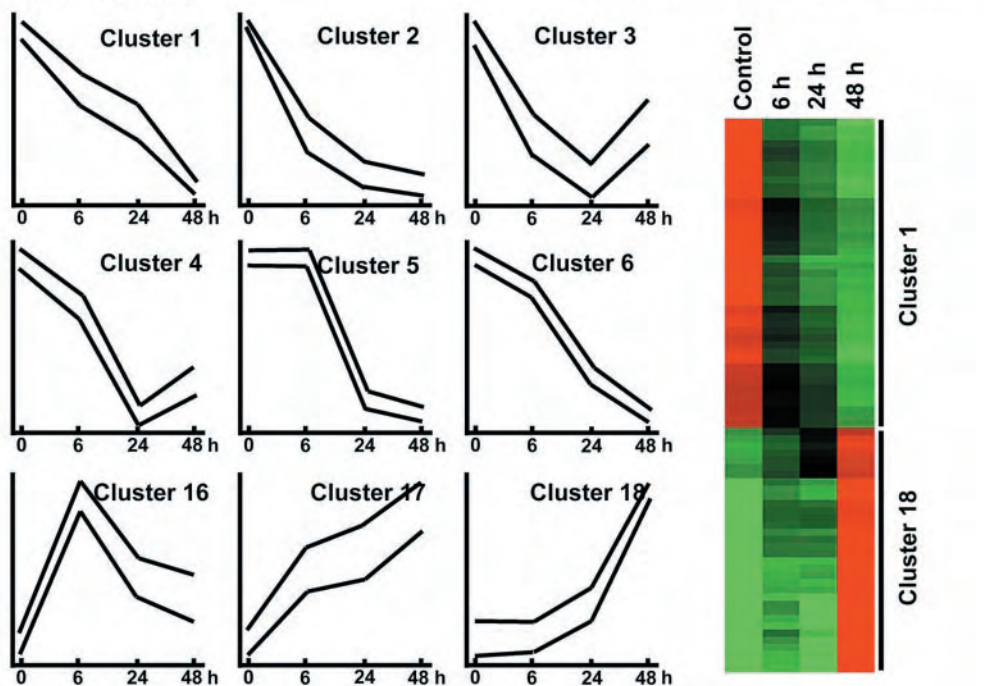 Cluster 1
0 6 24 48 h
Cluster 2
0 6 24 48 h
Cluster 3
0 6 24 48 h
Cluster 4
0 6 24 48 h
Cluster 5
0 6 24 48 h
Cluster 6
0 6 24 48 h
Cluster 16
0 6 24 48 h
Cluster 17
0 6 24 48 h
Cluster 18
0 6 24 48 h
Control
6 h
24 h
48 h
Cluster 1
Cluster 18